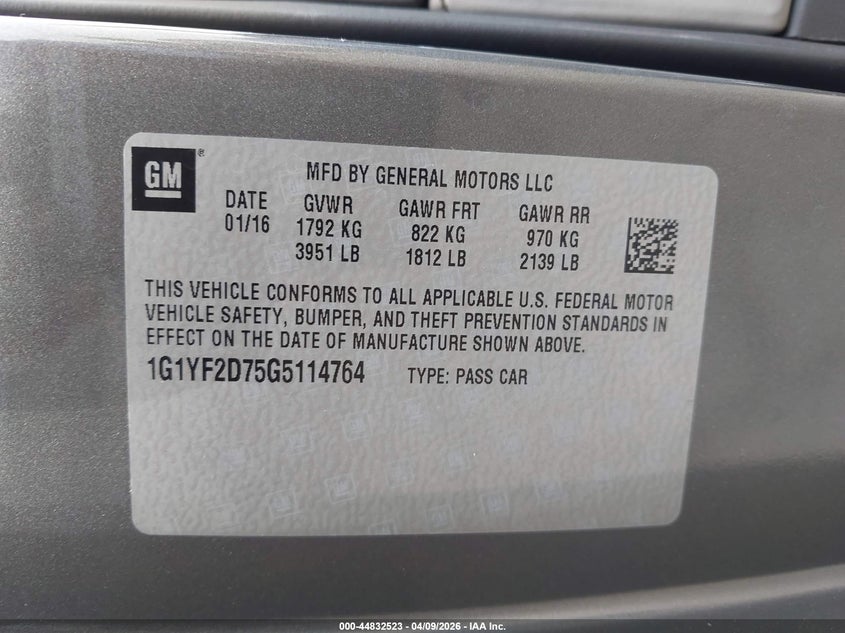 GM®
MFD BY GENERAL MOTORS LLC
DATE GVWR GAWR FRT GAWR RR
01/16 1792 KG 822 KG 970 KG
3951 LB 1812 LB 2139 LB
THIS VEHICLE CONFORMS TO ALL APPLICABLE U.S. FEDERAL MOTOR
VEHICLE SAFETY, BUMPER, AND THEFT PREVENTION STANDARDS IN
EFFECT ON THE DATE OF MANUFACTURE SHOWN ABOVE.
1G1YF2D75G5114764 TYPE: PASS CAR
000-44832523 - 04/09/2026 - IAA Inc.